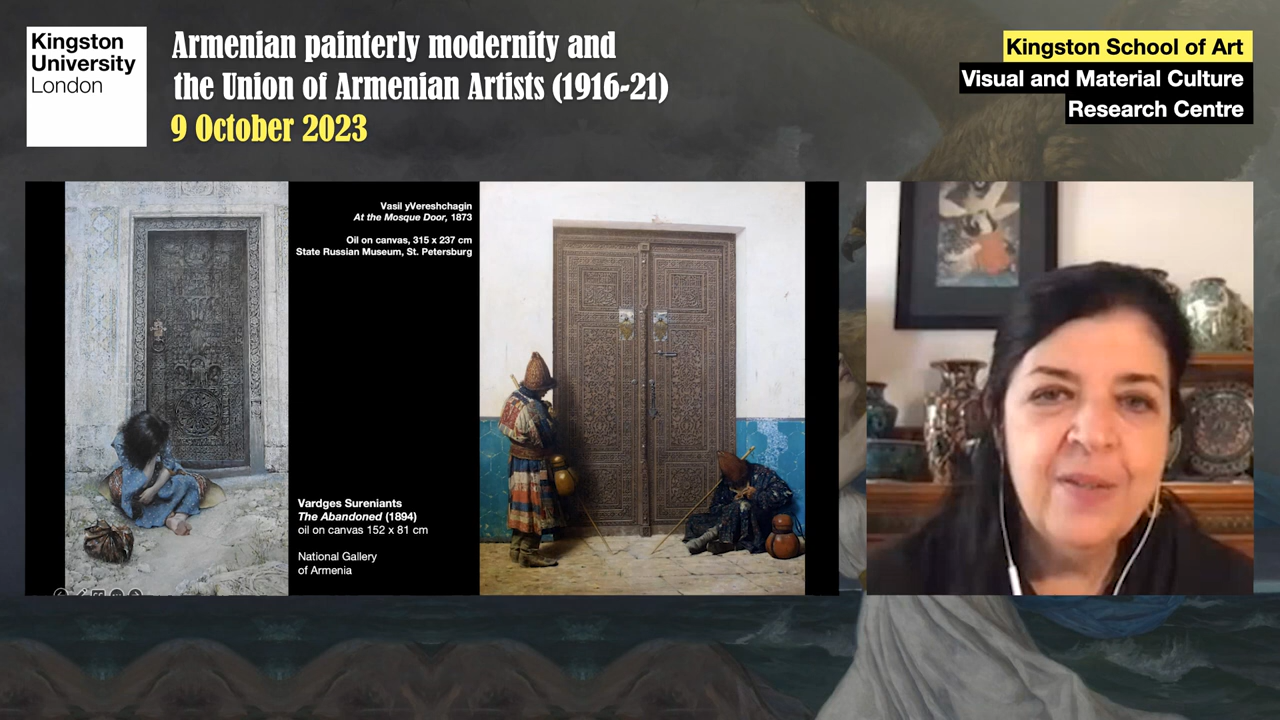 Kingston
University
London
Armenian painterly modernity and
the Union of Armenian Artists (1916-21)
9 October 2023
Kingston School of Art
Visual and Material Culture
Research Centre
Vasil yVereshchagin
At the Mosque Door, 1873
Oil on canvas, 315 x 237 cm
State Russian Museum, St. Petersburg
Vardges Sureniants
The Abandoned (1894)
oil on canvas 152 x 81 cm
National Gallery
of Armenia